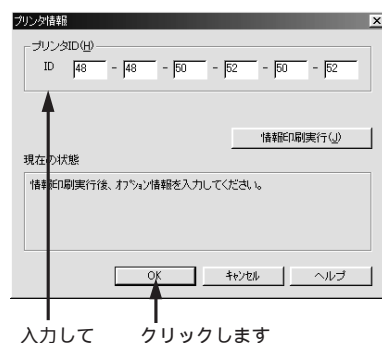 プリンタ情報
プリンタID(H)
ID 48 - 48 - 50 - 52 - 50 - 52
情報印刷実行(J)
現在の状態
情報印刷実行後、オプション情報を入力してください。
OK キャンセル ヘルプ
入力して クリックします